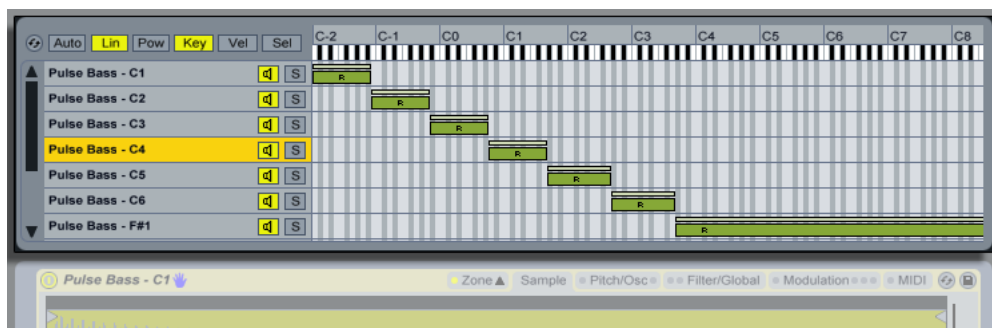 Auto Lin Pow Key Vel Sel C-2 C-1 C0 C1 C2 C3 C4 C5 C6 C7 C8
Pulse Bass - C1 S R
Pulse Bass - C2 S R
Pulse Bass - C3 S R
Pulse Bass - C4 S R
Pulse Bass - C5 S R
Pulse Bass - C6 S R
Pulse Bass - F#1 S R
Pulse Bass - C1 Zone Sample Pitch/Osc Filter/Global Modulation MIDI